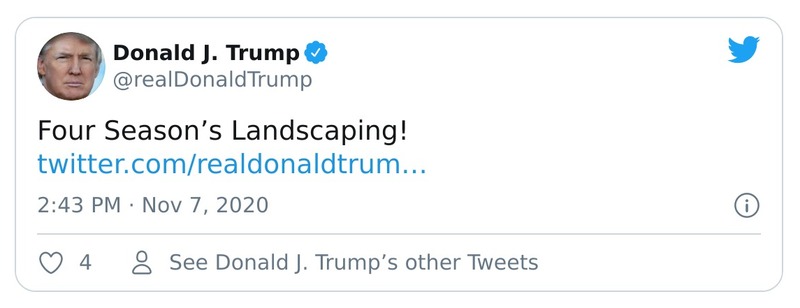 Donald J. Trump
@realDonaldTrump
Four Season’s Landscaping!
twitter.com/realdonaldtrum…
2:43 PM · Nov 7, 2020
4 See Donald J. Trump’s other Tweets